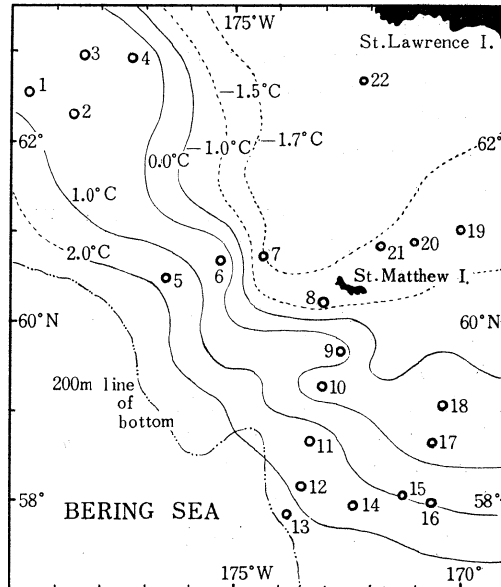 175°W
St.Lawrence I.
3
4
1
22
2
-1.5°C
-1.0°C
-1.7°C
62°
62°
0.0°C
1.0°C
19
20
21
2.0°C
7
6
5
St.Matthew I.
8
60°N
60°N
9
200m line
of
bottom
10
18
11
17
12
15
58°
14
58°
16
13
BERING SEA
175°W
170°